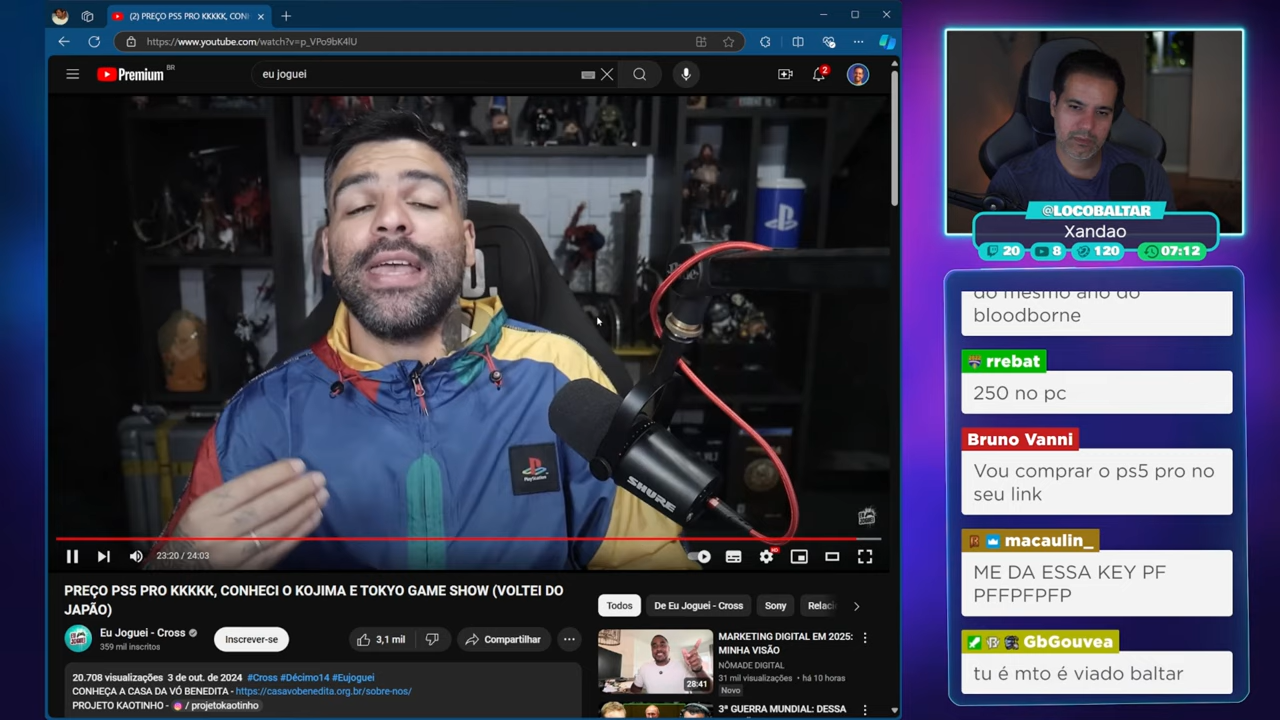 (2) PREÇO PS5 PRO KKKKK, CON
https://www.youtube.com/watch?v=p_VPo9bK4lU
Premium BR
eu joguei
2
PlayStation
SHURE
23:20 / 24:03
HD
PREÇO PS5 PRO KKKKK, CONHECI O KOJIMA E TOKYO GAME SHOW (VOLTEI DO
JAPÃO)
Eu Joguei - Cross
359 mil inscritos
Inscrever-se
3,1 mil
Compartilhar
20.708 visualizações 3 de out. de 2024 #Cross #Décimo14 #Eujoguei
CONHEÇA A CASA DA VÓ BENEDITA - https://casavobenedita.org.br/sobre-nos/
PROJETO KAOTINHO - / projetokaotinho
Todos
De Eu Joguei - Cross
Sony
Relaci
MARKETING DIGITAL EM 2025:
MINHA VISÃO
NÔMADE DIGITAL
31 mil visualizações • há 10 horas
Novo
28:41
3ª GUERRA MUNDIAL: DESSA
@LOCOBALTAR
Xandao
20
8
120
07:12
do mesmo ano do
bloodborne
rrebat
250 no pc
Bruno Vanni
Vou comprar o ps5 pro no
seu link
macaulin_
ME DA ESSA KEY PF
PFFPFPFP
GbGouvea
tu é mto é viado baltar